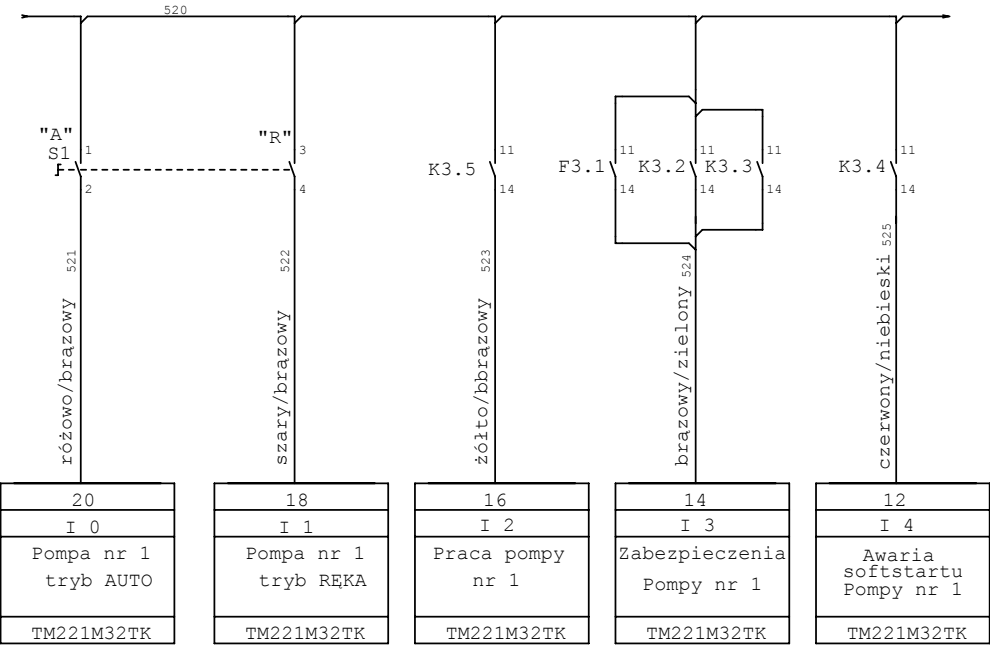 520
"A"
S1
1
2
"R"
3
4
K3.5
11
14
F3.1
11
14
K3.2
11
14
K3.3
11
14
K3.4
11
14
521
różowo/brązowy
522
szary/brązowy
523
żółto/bbrązowy
524
brązowy/zielony
525
czerwony/niebieski
20
I 0
Pompa nr 1
tryb AUTO
TM221M32TK
18
I 1
Pompa nr 1
tryb RĘKA
TM221M32TK
16
I 2
Praca pompy
nr 1
TM221M32TK
14
I 3
Zabezpieczenia
Pompy nr 1
TM221M32TK
12
I 4
Awaria
softstartu
Pompy nr 1
TM221M32TK